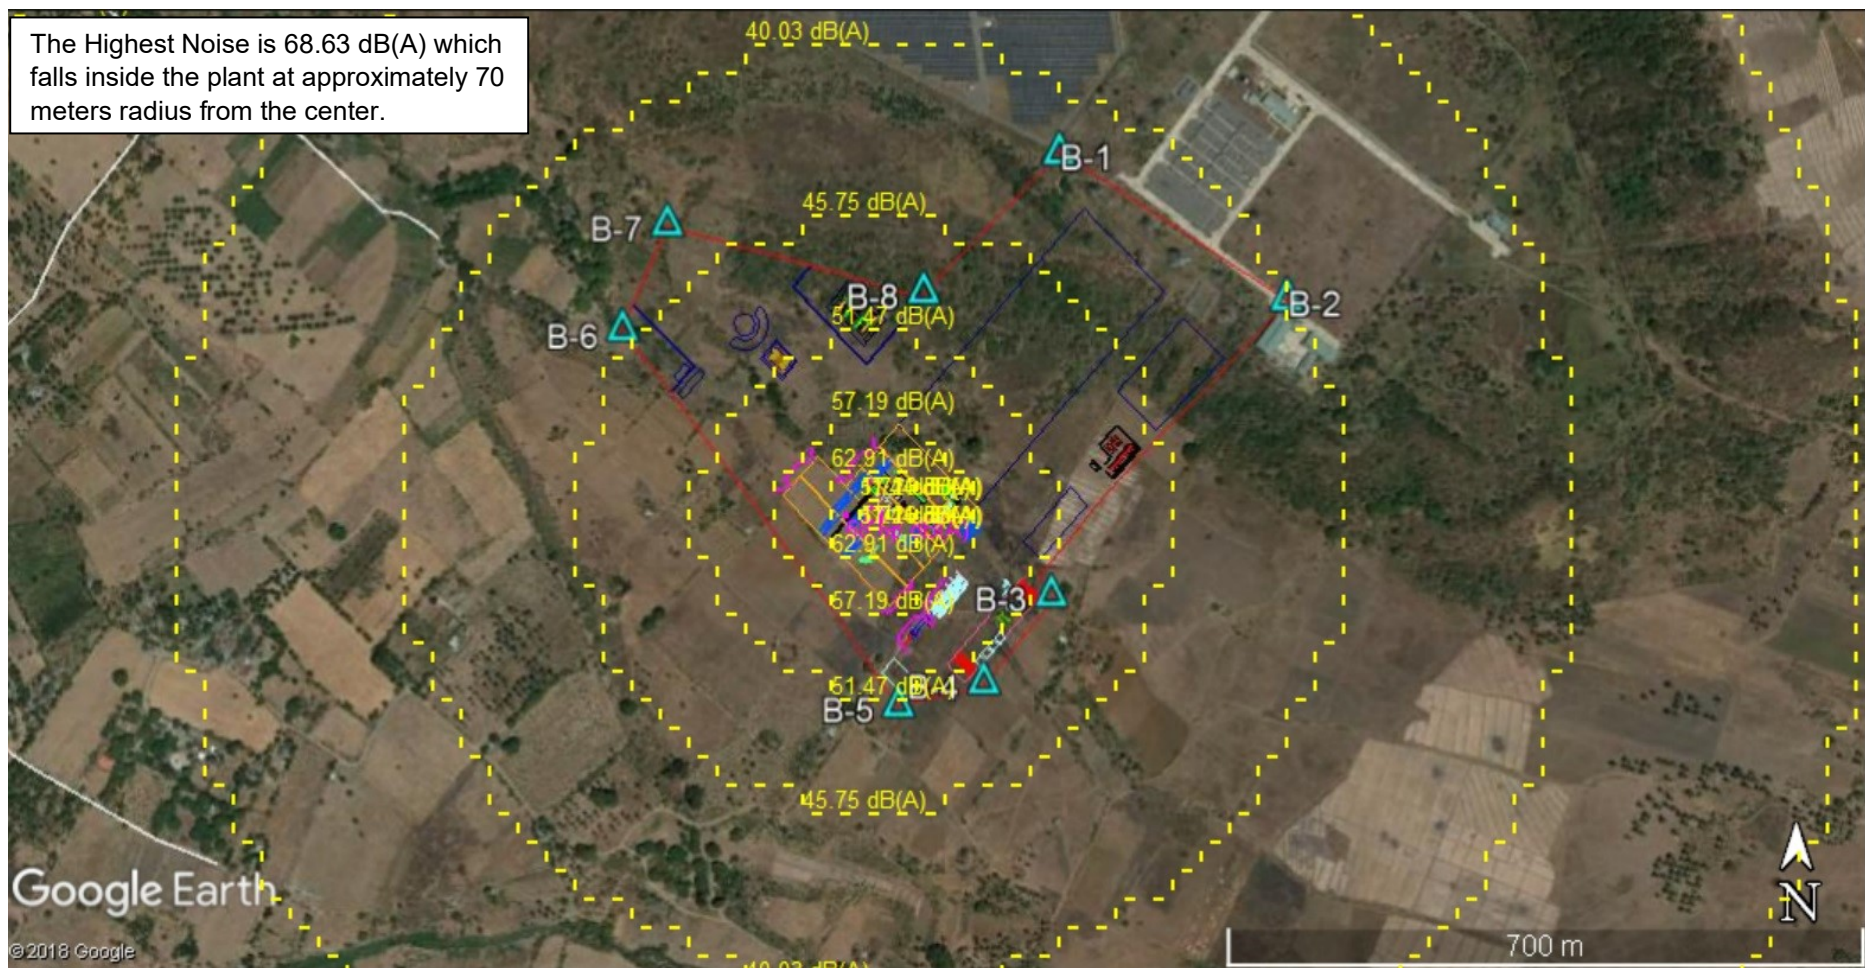 The Highest Noise is 68.63 dB(A) which
falls inside the plant at approximately 70
meters radius from the center.
40.03 dB(A)
B-1
45.75 dB(A)
B-7
B-8
B-2
51.47 dB(A)
B-6
57.19 dB(A)
62.91 dB(A)
62.91 dB(A)
B-3
57.19 dB(A)
51.47 dB(A)
B-4
B-5
45.75 dB(A)
Google Earth
N
©2018 Google
700 m
40.03 dB(A)